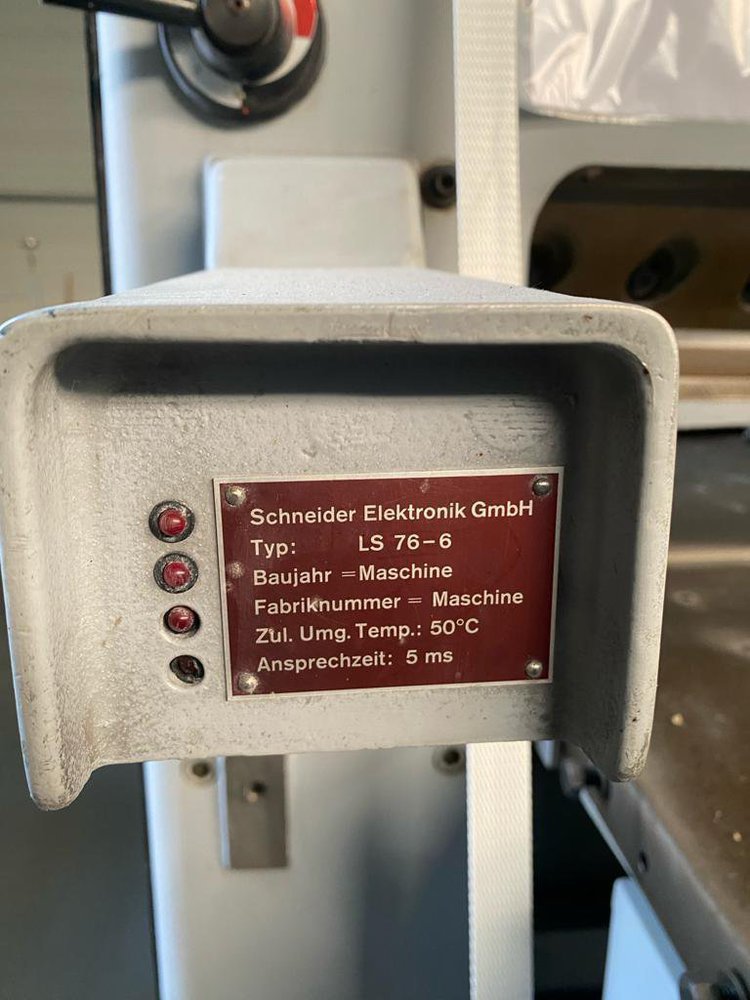 Schneider Elektronik GmbH
Typ: LS 76-6
Baujahr = Maschine
Fabriknummer = Maschine
Zul. Umg. Temp.: 50°C
Ansprechzeit: 5 ms